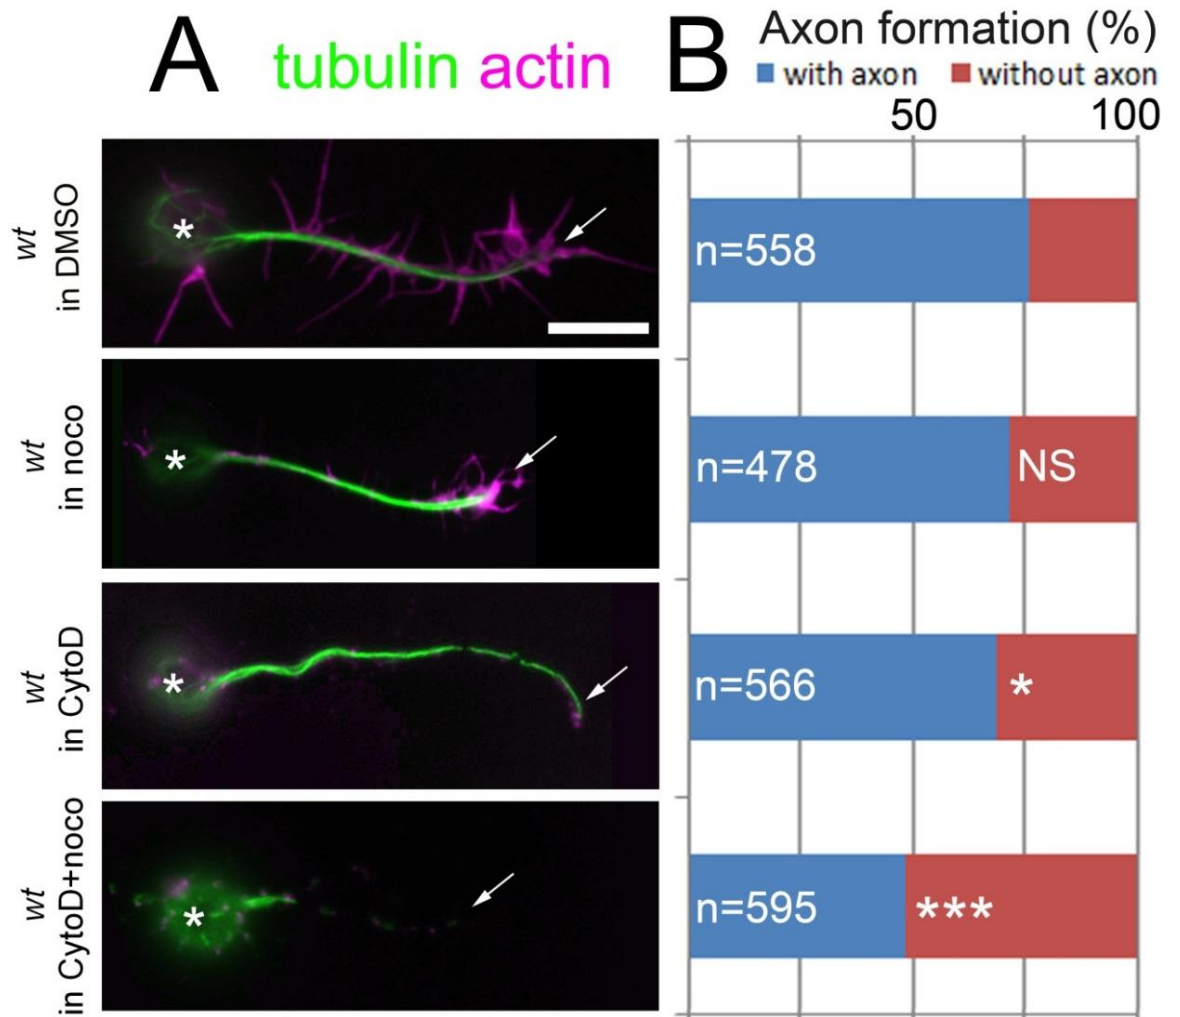 A tubulin actin
B Axon formation (%)
with axon without axon
50 100
wt
in DMSO
*
n=558
wt
in noco
*
n=478 NS
wt
in CytoD
*
n=566 *
wt
in CytoD+noco
*
n=595 ***